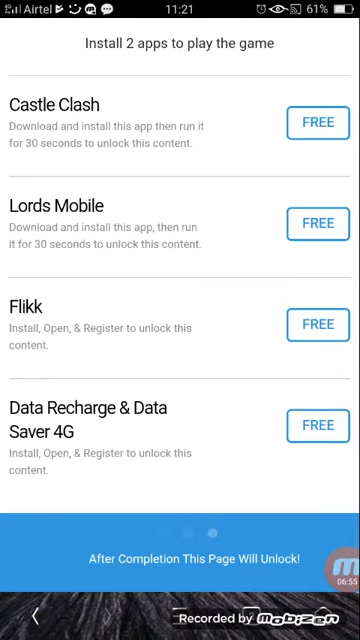 Airtel 11:21 61%
Install 2 apps to play the game
Castle Clash
Download and install this app then run it
for 30 seconds to unlock this content.
FREE
Lords Mobile
Download and install this app, then run
it for 30 seconds to unlock this content.
FREE
Flikk
Install, Open, & Register to unlock this
content.
FREE
Data Recharge & Data
Saver 4G
Install, Open, & Register to unlock this
content.
FREE
After Completion This Page Will Unlock!
06:55
Recorded by mobizen